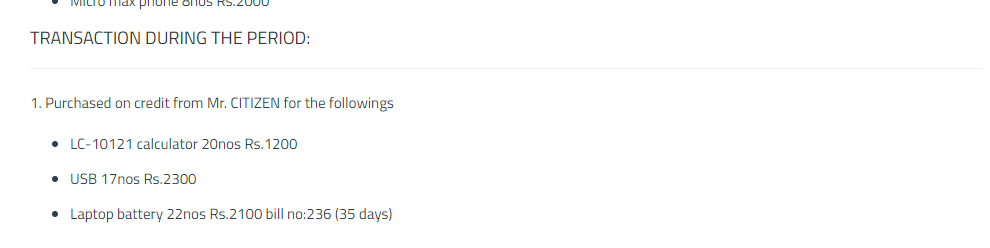 Micro max phone 8nos Rs.2000
TRANSACTION DURING THE PERIOD:
1. Purchased on credit from Mr. CITIZEN for the followings
LC-10121 calculator 20nos Rs.1200
USB 17nos Rs.2300
Laptop battery 22nos Rs.2100 bill no:236 (35 days)